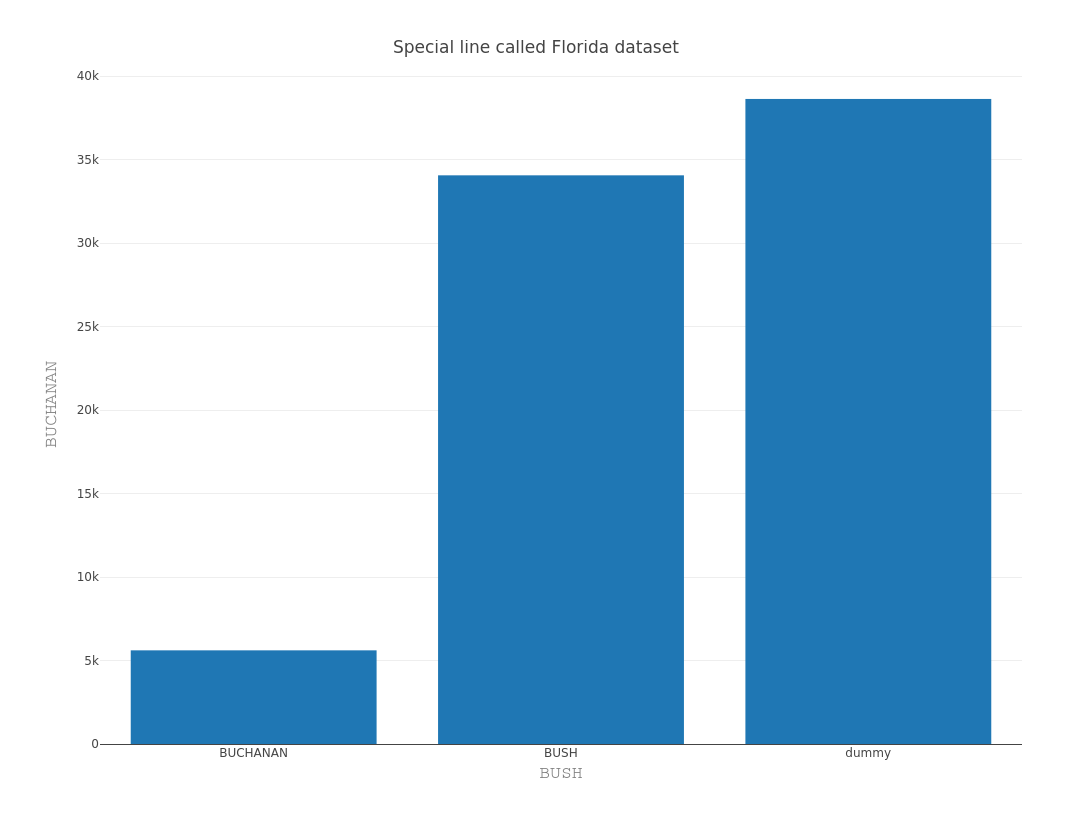 Special line called Florida dataset
40k
35k
30k
25k
20k
15k
10k
5k
0
BUCHANAN
BUCHANAN BUSH dummy
BUSH